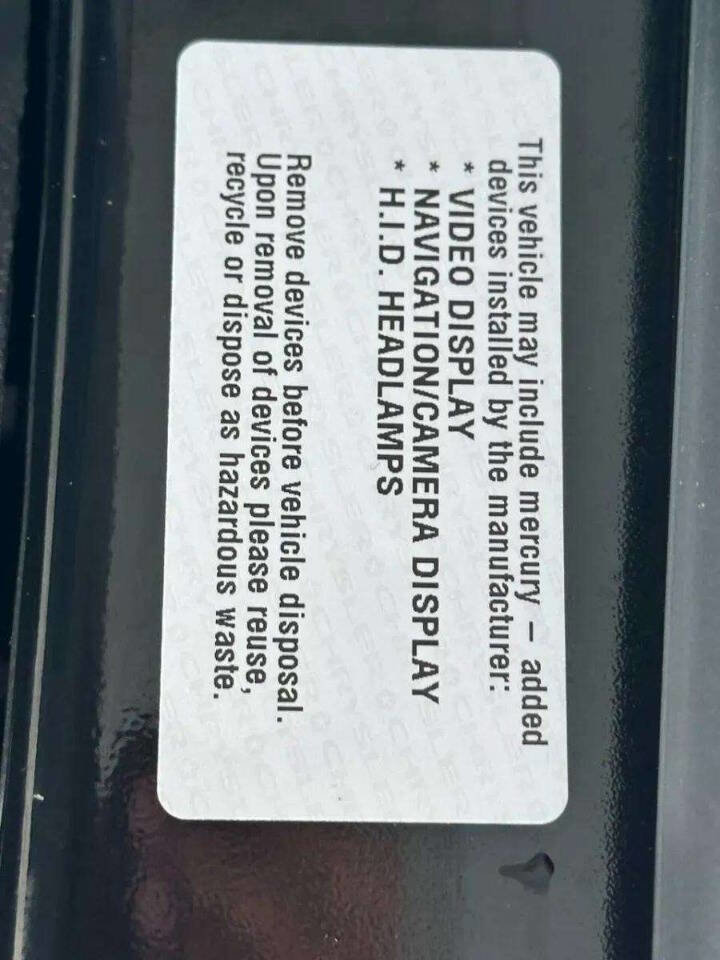 This vehicle may include mercury – added
devices installed by the manufacturer:
* VIDEO DISPLAY
* NAVIGATION/CAMERA DISPLAY
* H.I.D. HEADLAMPS
Remove devices before vehicle disposal.
Upon removal of devices please reuse,
recycle or dispose as hazardous waste.